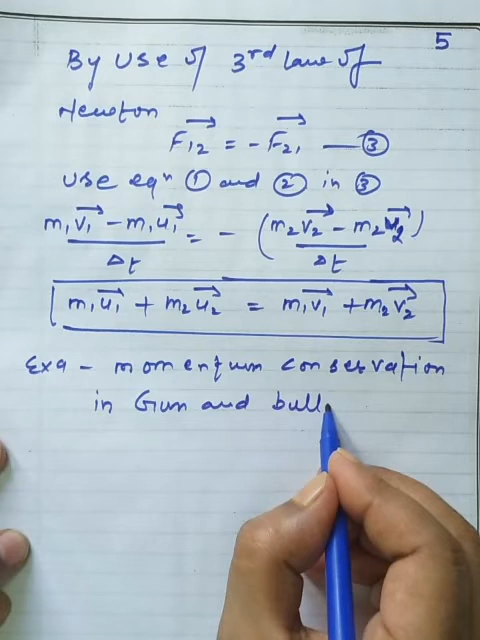 5
By use of 3rd law of
Newton
F₁₂ = - F₂₁ — ③
use eqⁿ ① and ② in ③
(m₁v₁ - m₁u₁)/Δt = - (m₂v₂ - m₂u₂)/Δt
m₁u₁ + m₂u₂ = m₁v₁ + m₂v₂
Exa - momentum conservation
in Gun and bull